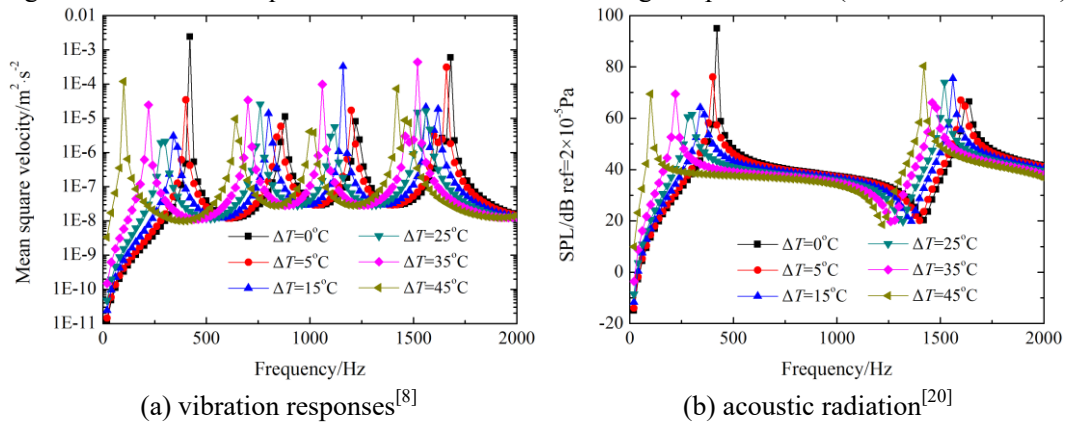 0.01
1E-3
1E-4
1E-5
1E-6
1E-7
1E-8
1E-9
1E-10
1E-11
Mean square velocity/m²·s⁻²
ΔT=0°C ΔT=25°C
ΔT=5°C ΔT=35°C
ΔT=15°C ΔT=45°C
0 500 1000 1500 2000
Frequency/Hz
(a) vibration responses[8]
100
80
60
40
20
0
-20
SPL/dB ref=2×10⁻⁵Pa
ΔT=0°C ΔT=25°C
ΔT=5°C ΔT=35°C
ΔT=15°C ΔT=45°C
0 500 1000 1500 2000
Frequency/Hz
(b) acoustic radiation[20]